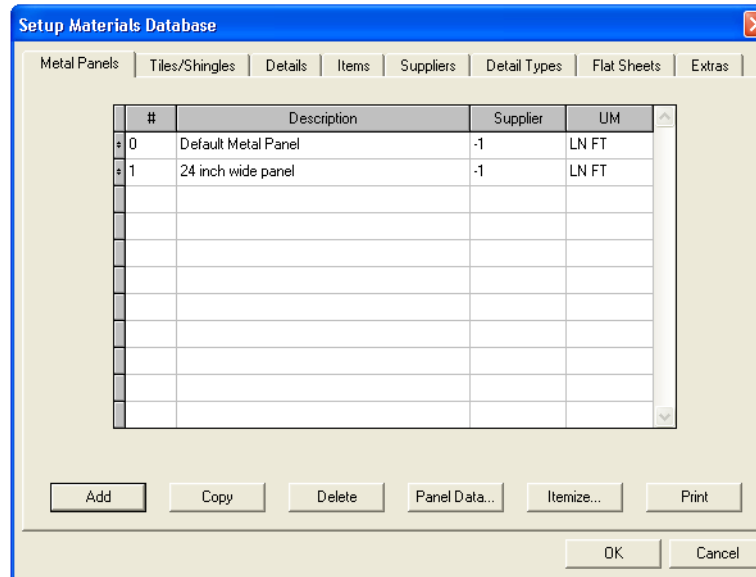 Setup Materials Database
Metal Panels Tiles/Shingles Details Items Suppliers Detail Types Flat Sheets Extras
# Description Supplier UM
0 Default Metal Panel -1 LN FT
1 24 inch wide panel -1 LN FT
Add Copy Delete Panel Data... Itemize... Print
OK Cancel